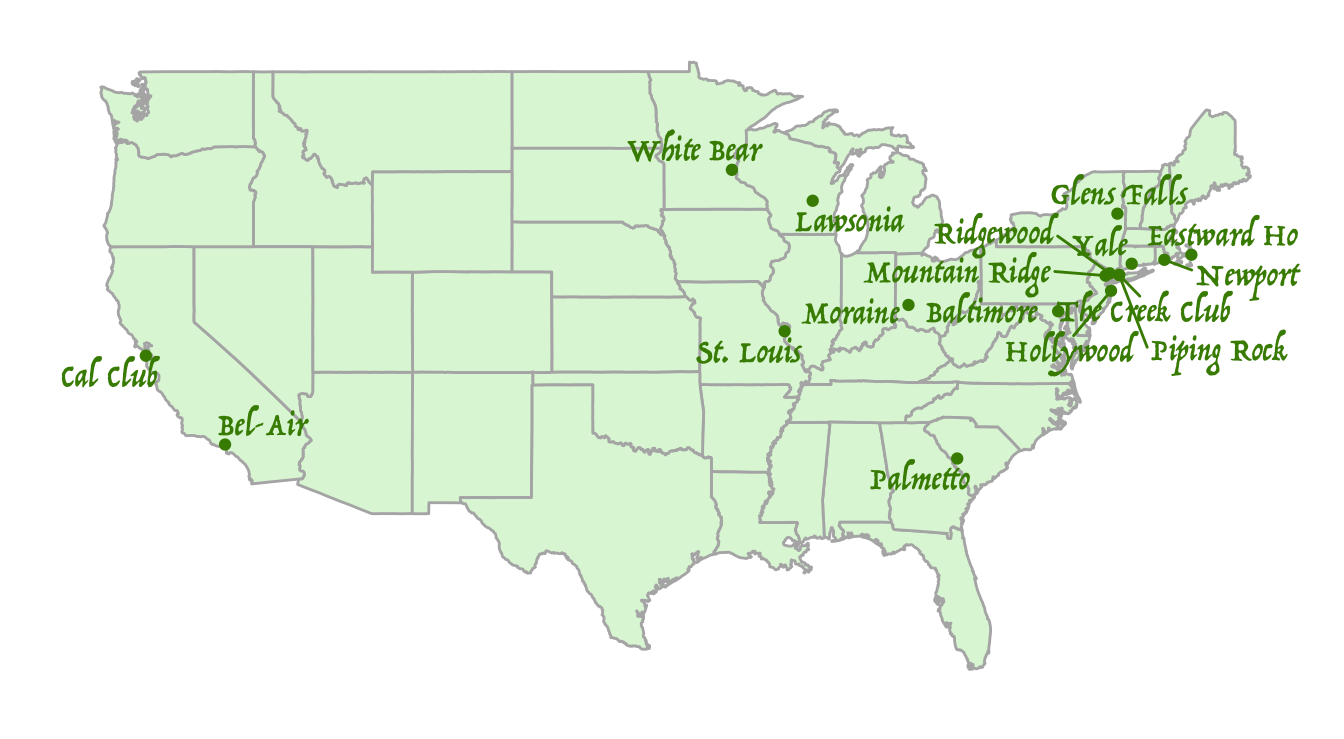 White Bear
Glens Falls
Lawsonia
Ridgewood
Yale
Eastward Ho
Mountain Ridge
Newport
Moraine
Baltimore
The Creek Club
St. Louis
Hollywood
Piping Rock
Cal Club
Bel-Air
Palmetto